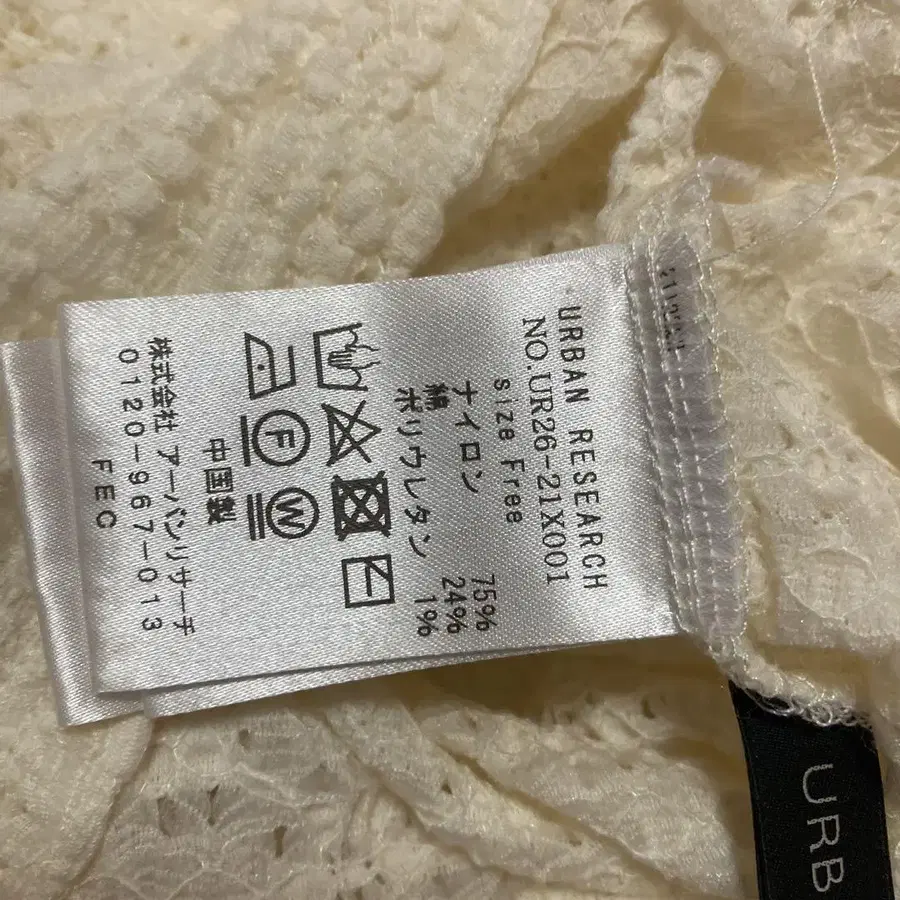 URBAN RESEARCH
NO.UR26-21X001
size Free
ナイロン 75%
綿 24%
ポリウレタン 1%
F W
中国製
株式会社 アーバンリサーチ
0120-967-013
FEC
URB